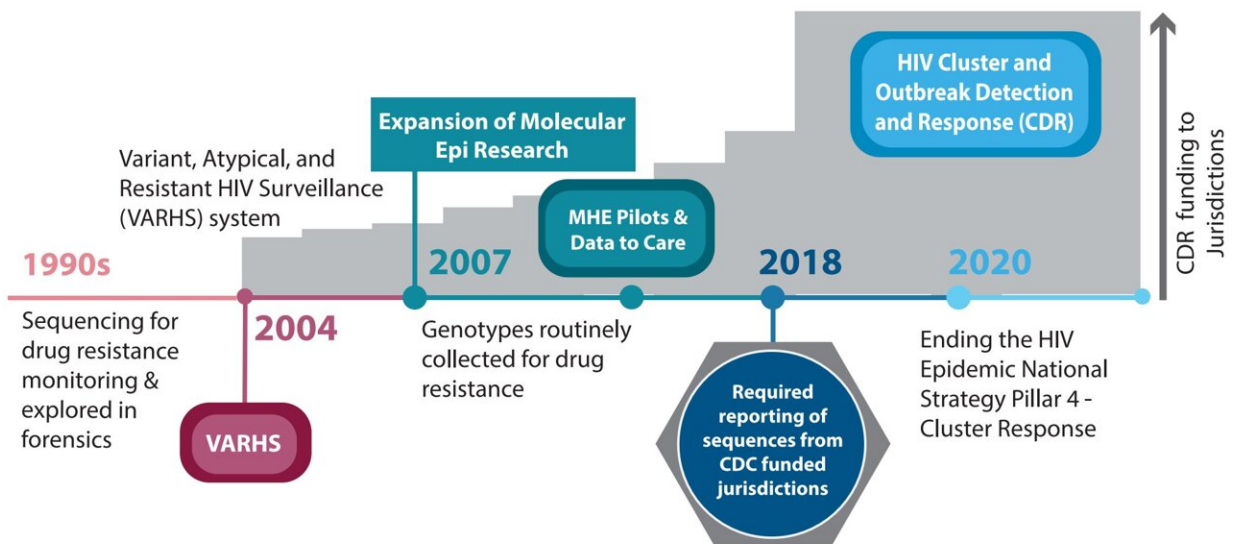 HIV Cluster and
Outbreak Detection
and Response (CDR)
CDR funding to
Jurisdictions
Expansion of Molecular
Epi Research
Variant, Atypical, and
Resistant HIV Surveillance
(VARHS) system
MHE Pilots &
Data to Care
1990s
2007
2018
2020
2004
Sequencing for
drug resistance
monitoring &
explored in
forensics
VARHS
Genotypes routinely
collected for drug
resistance
Required
reporting of
sequences from
CDC funded
jurisdictions
Ending the HIV
Epidemic National
Strategy Pillar 4 -
Cluster Response